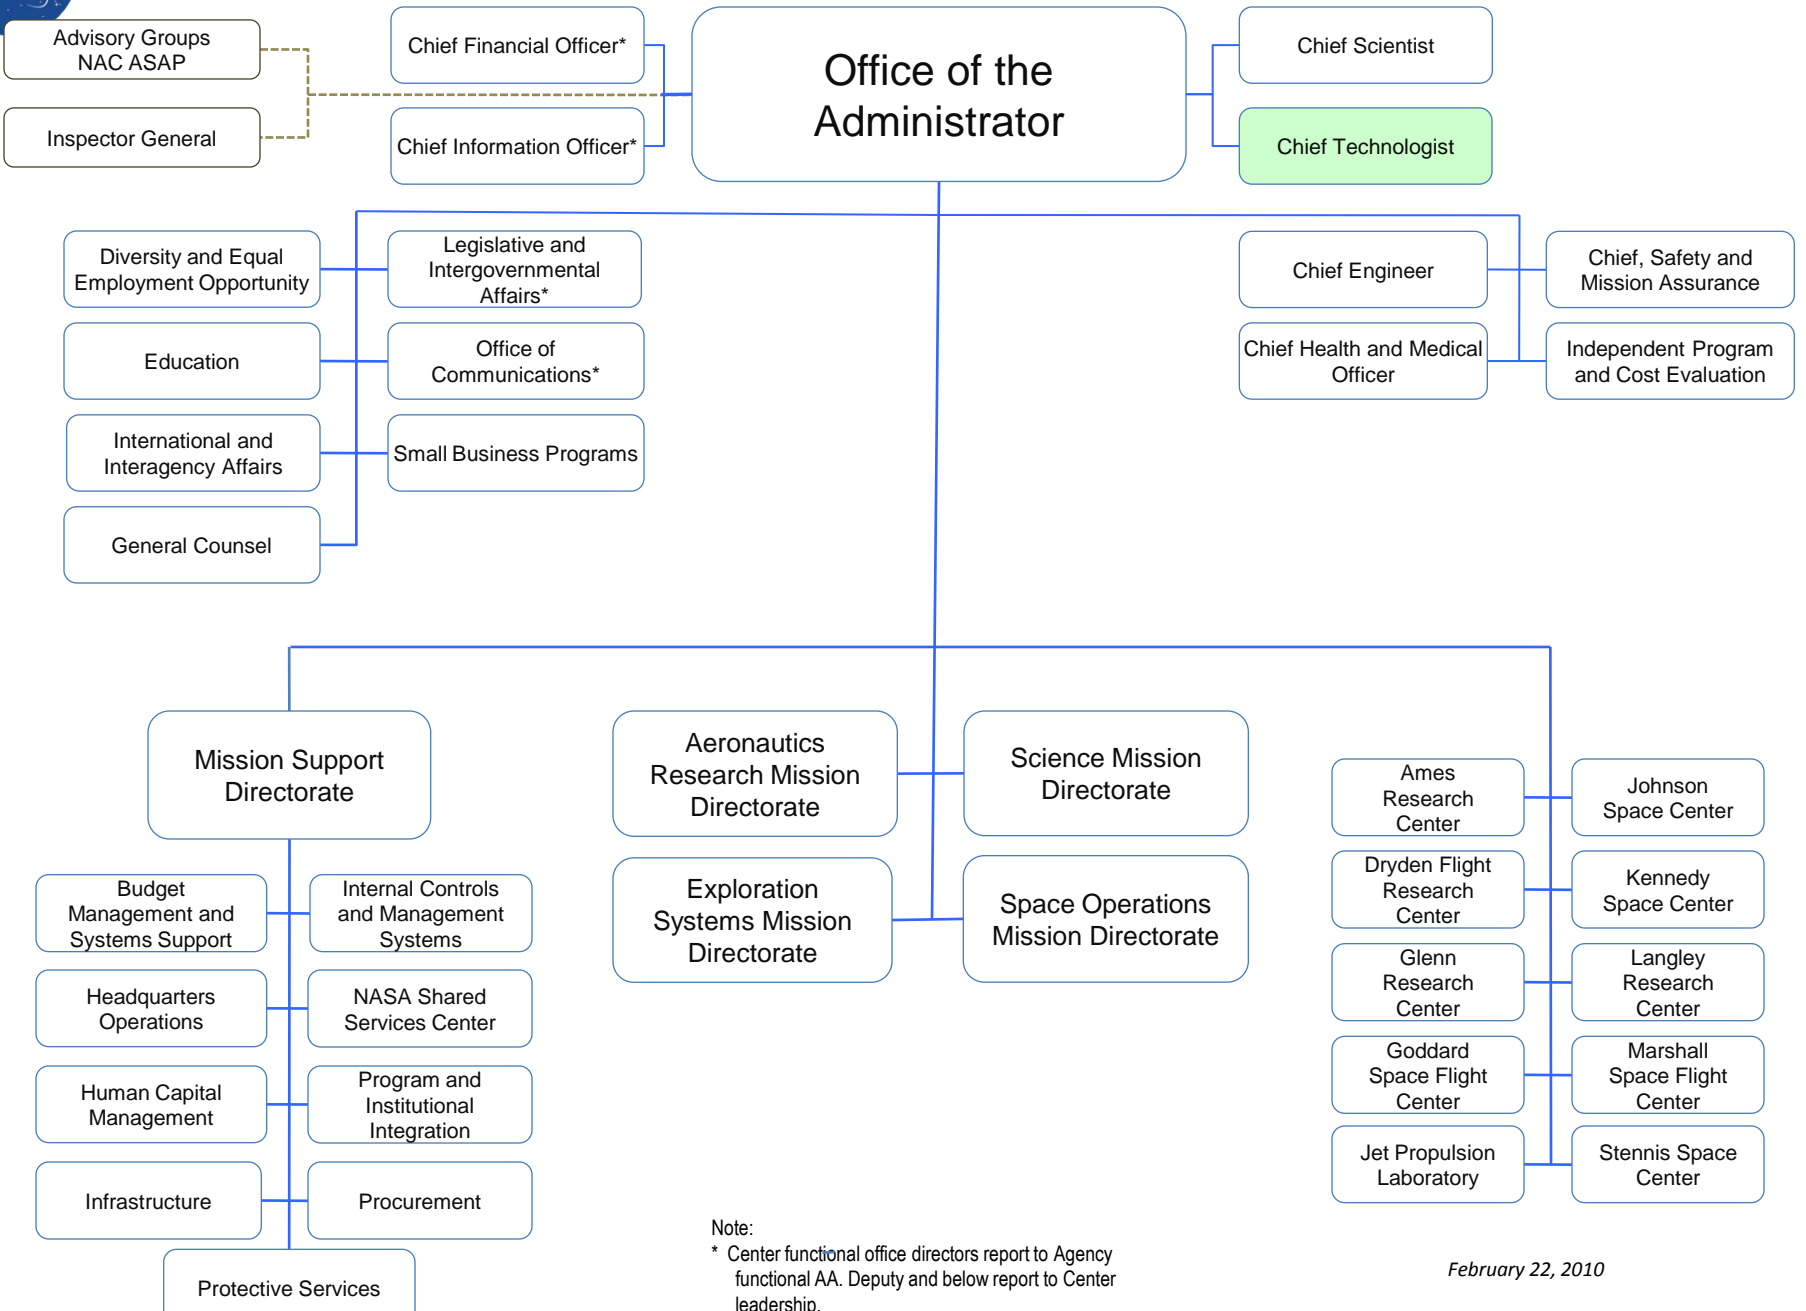 Advisory Groups
NAC ASAP
Inspector General
Chief Financial Officer*
Chief Information Officer*
Office of the
Administrator
Chief Scientist
Chief Technologist
Diversity and Equal
Employment Opportunity
Legislative and
Intergovernmental
Affairs*
Education
Office of
Communications*
International and
Interagency Affairs
Small Business Programs
General Counsel
Chief Engineer
Chief, Safety and
Mission Assurance
Chief Health and Medical
Officer
Independent Program
and Cost Evaluation
Mission Support
Directorate
Budget
Management and
Systems Support
Internal Controls
and Management
Systems
Headquarters
Operations
NASA Shared
Services Center
Human Capital
Management
Program and
Institutional
Integration
Infrastructure
Procurement
Protective Services
Aeronautics
Research Mission
Directorate
Science Mission
Directorate
Exploration
Systems Mission
Directorate
Space Operations
Mission Directorate
Ames
Research
Center
Johnson
Space Center
Dryden Flight
Research
Center
Kennedy
Space Center
Glenn
Research
Center
Langley
Research
Center
Goddard
Space Flight
Center
Marshall
Space Flight
Center
Jet Propulsion
Laboratory
Stennis Space
Center
Note:
* Center functional office directors report to Agency
functional AA. Deputy and below report to Center
leadership.
February 22, 2010